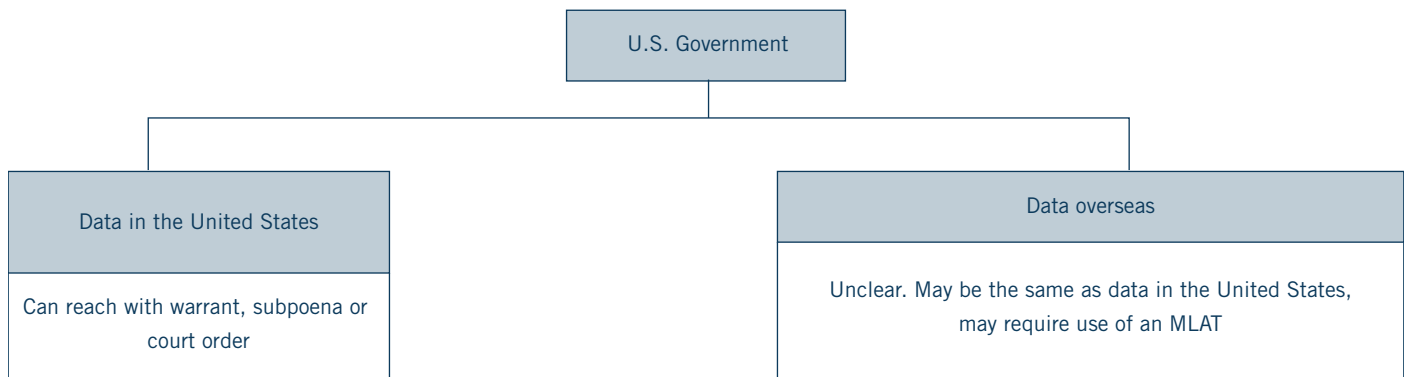 U.S. Government
Data in the United States
Data overseas
Can reach with warrant, subpoena or
court order
Unclear. May be the same as data in the United States,
may require use of an MLAT